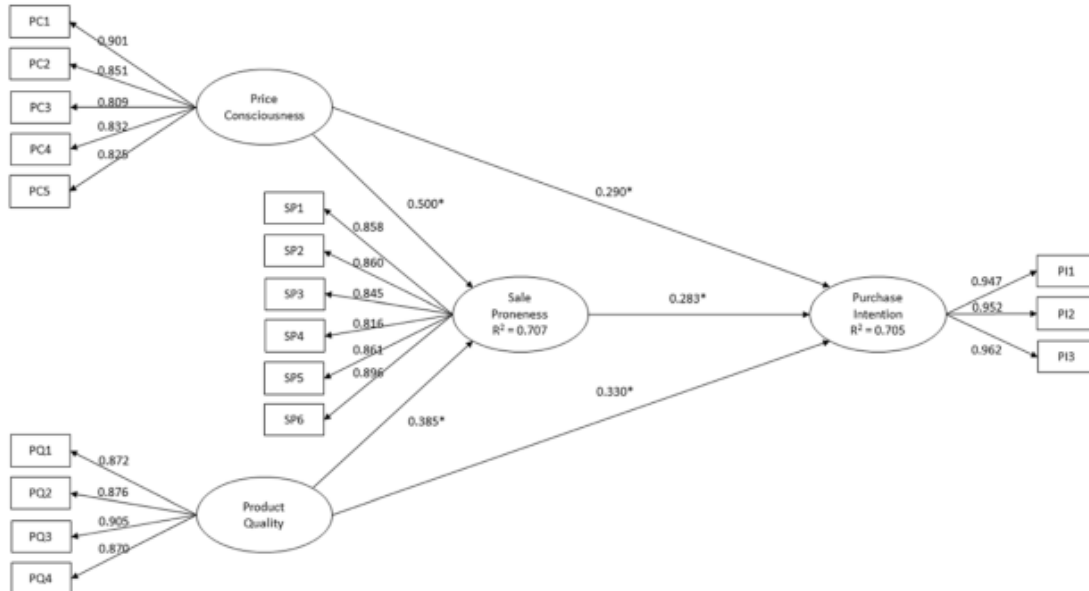 PC1
0.901
PC2
0.851
PC3
0.809
PC4
0.832
PC5
0.825
Price
Consciousness
0.290*
0.500*
SP1
0.858
SP2
0.860
SP3
0.845
SP4
0.816
SP5
0.861
SP6
0.896
Sale
Proneness
R² = 0.707
0.283*
Purchase
Intention
R² = 0.705
0.947
PI1
0.952
PI2
0.962
PI3
0.385*
0.330*
PQ1
0.872
PQ2
0.876
PQ3
0.905
PQ4
0.870
Product
Quality